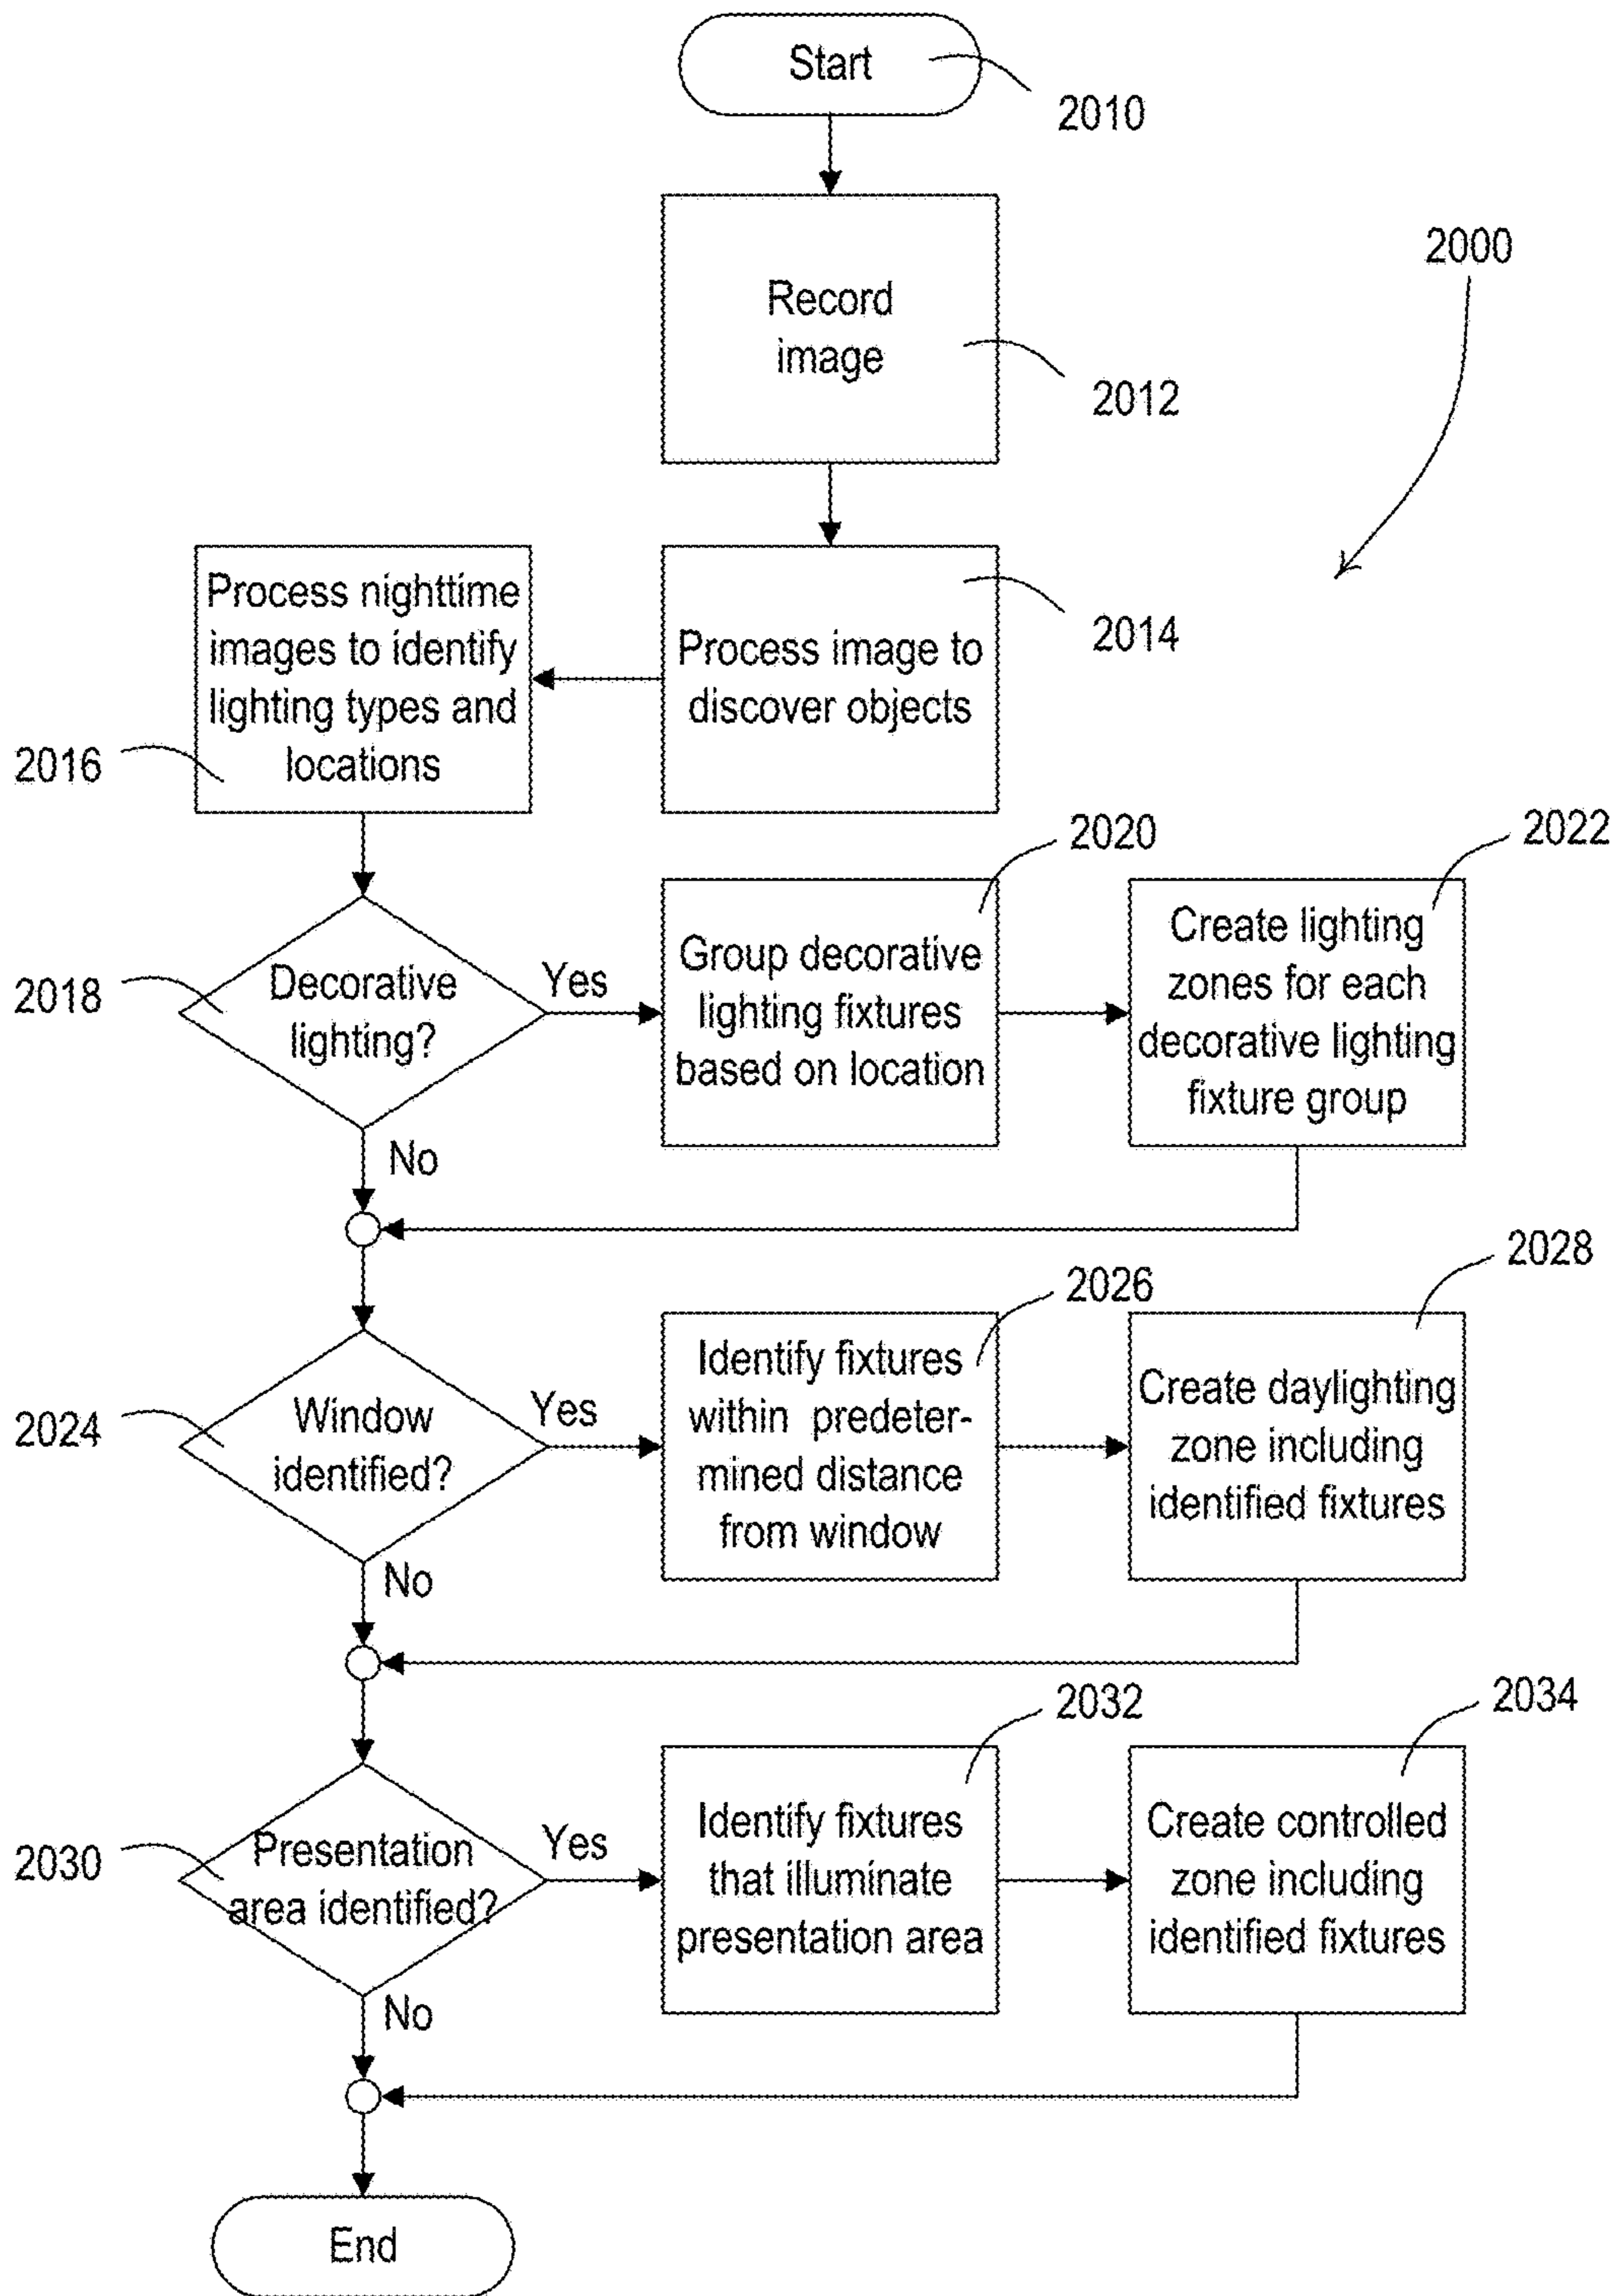 Start
2010
2000
Record
image
2012
Process nighttime
images to identify
lighting types and
locations
2016
Process image to
discover objects
2014
2018
Decorative
lighting?
Yes
No
2020
Group decorative
lighting fixtures
based on location
2022
Create lighting
zones for each
decorative lighting
fixture group
2024
Window
identified?
Yes
No
2026
Identify fixtures
within predeter-
mined distance
from window
2028
Create daylighting
zone including
identified fixtures
2030
Presentation
area identified?
Yes
No
2032
Identify fixtures
that illuminate
presentation area
2034
Create controlled
zone including
identified fixtures
End